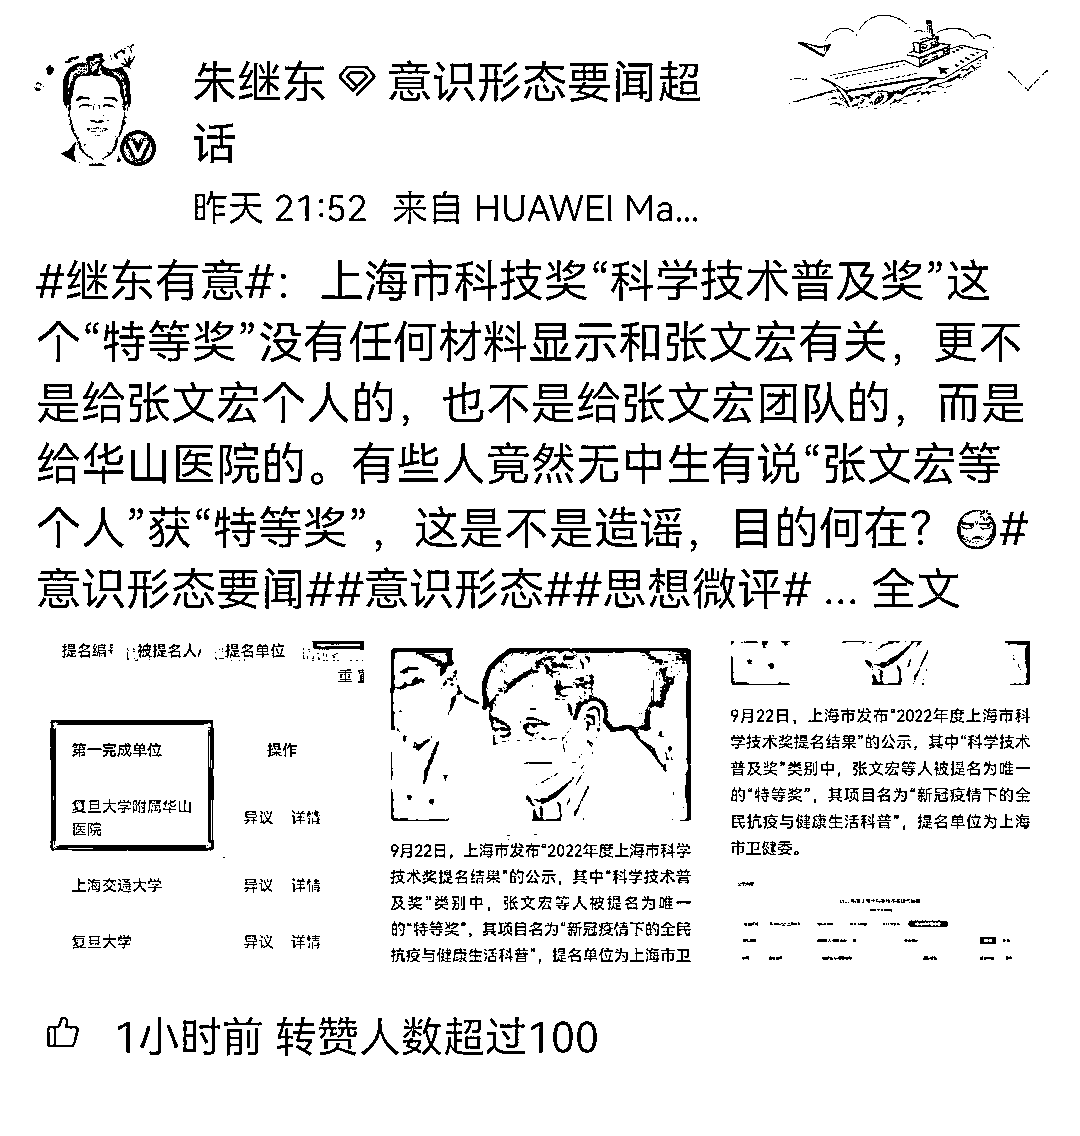 朱继东 意识形态要闻超
话
昨天 21:52 来自 HUAWEI Ma...
#继东有意#：上海市科技奖“科学技术普及奖”这
个“特等奖”没有任何材料显示和张文宏有关，更不
是给张文宏个人的，也不是给张文宏团队的，而是
给华山医院的。有些人竟然无中生有说“张文宏等
个人”获“特等奖”，这是不是造谣，目的何在？#
意识形态要闻##意识形态##思想微评# ... 全文
提名编 被提名人/ 提名单位
重置
第一完成单位 操作
复旦大学附属华山
医院
异议 详情
上海交通大学 异议 详情
复旦大学 异议 详情
9月22日，上海市发布“2022年度上海市科学
技术奖提名结果”的公示，其中“科学技术普
及奖”类别中，张文宏等人被提名为唯一
的“特等奖”，其项目名为“新冠疫情下的全民
抗疫与健康生活科普”，提名单位为上海市卫
9月22日，上海市发布“2022年度上海市科
学技术奖提名结果”的公示，其中“科学技术
普及奖”类别中，张文宏等人被提名为唯一
的“特等奖”，其项目名为“新冠疫情下的全
民抗疫与健康生活科普”，提名单位为上海
市卫健委。
1小时前 转赞人数超过100